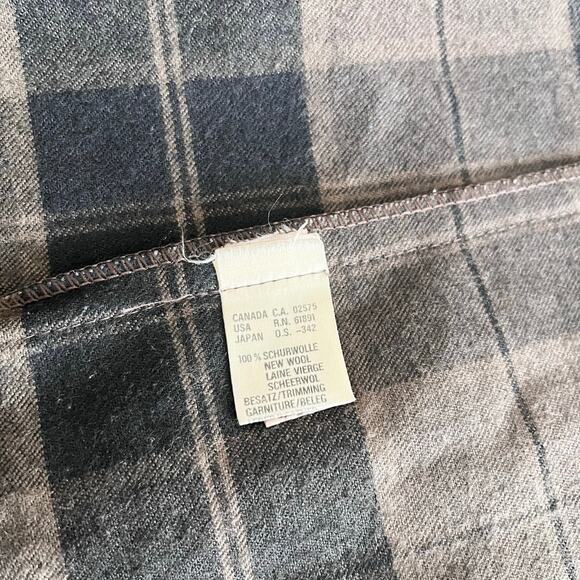 CANADA C.A. 02575
USA R.N. 61891
JAPAN O.S. -342
100% SCHURWOLLE
NEW WOOL
LAINE VIERGE
SCHEERWOL
BESATZ/TRIMMING
GARNITURE/BELEG